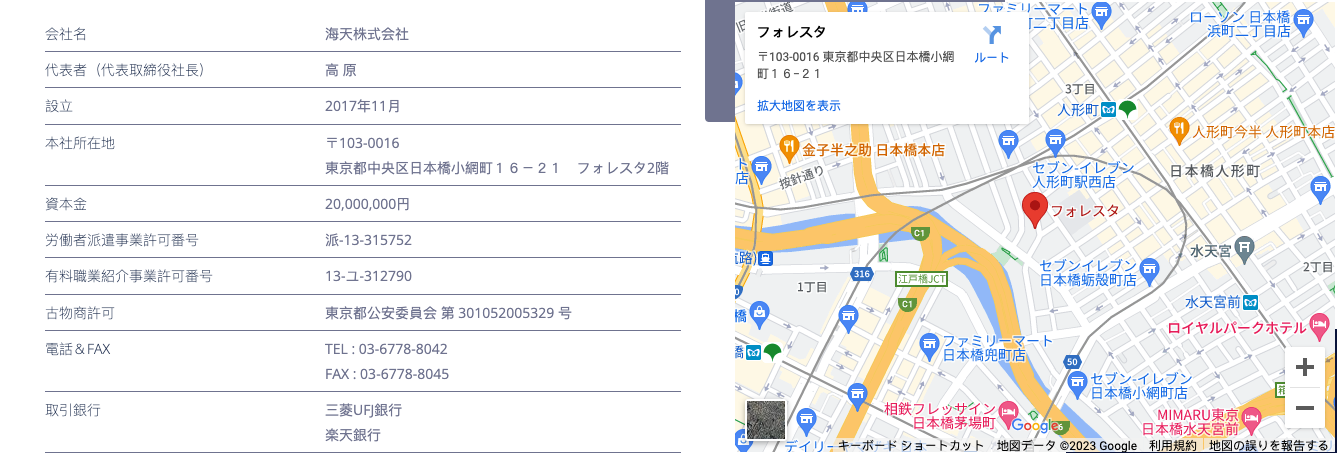 会社名 海天株式会社
代表者（代表取締役社長） 高 原
設立 2017年11月
本社所在地 〒103-0016
東京都中央区日本橋小網町１６－２１　フォレスタ2階
資本金 20,000,000円
労働者派遣事業許可番号 派-13-315752
有料職業紹介事業許可番号 13-ユ-312790
古物商許可 東京都公安委員会 第 301052005329 号
電話＆FAX TEL : 03-6778-8042
FAX : 03-6778-8045
取引銀行 三菱UFJ銀行
楽天銀行
フォレスタ
〒103-0016 東京都中央区日本橋小網
町１６−２１
ルート
拡大地図を表示
ファミリーマート
町二丁目店
ローソン 日本橋
浜町二丁目店
3丁目
人形町
人形町今半 人形町本店
金子半之助 日本橋本店
按針通り
セブン-イレブン
人形町駅西店
日本橋人形町
フォレスタ
C1
水天宮
2丁目
316
江戸橋JCT
C1
1丁目
セブンイレブン
日本橋蛎殻町店
水天宮前
ロイヤルパークホテル
ファミリーマート
日本橋兜町店
50
セブン-イレブン
日本橋小網町店
相鉄フレッサイン
日本橋茅場町
MIMARU東京
日本橋水天宮前
Google
デイリー
キーボード ショートカット 地図データ ©2023 Google 利用規約 地図の誤りを報告する